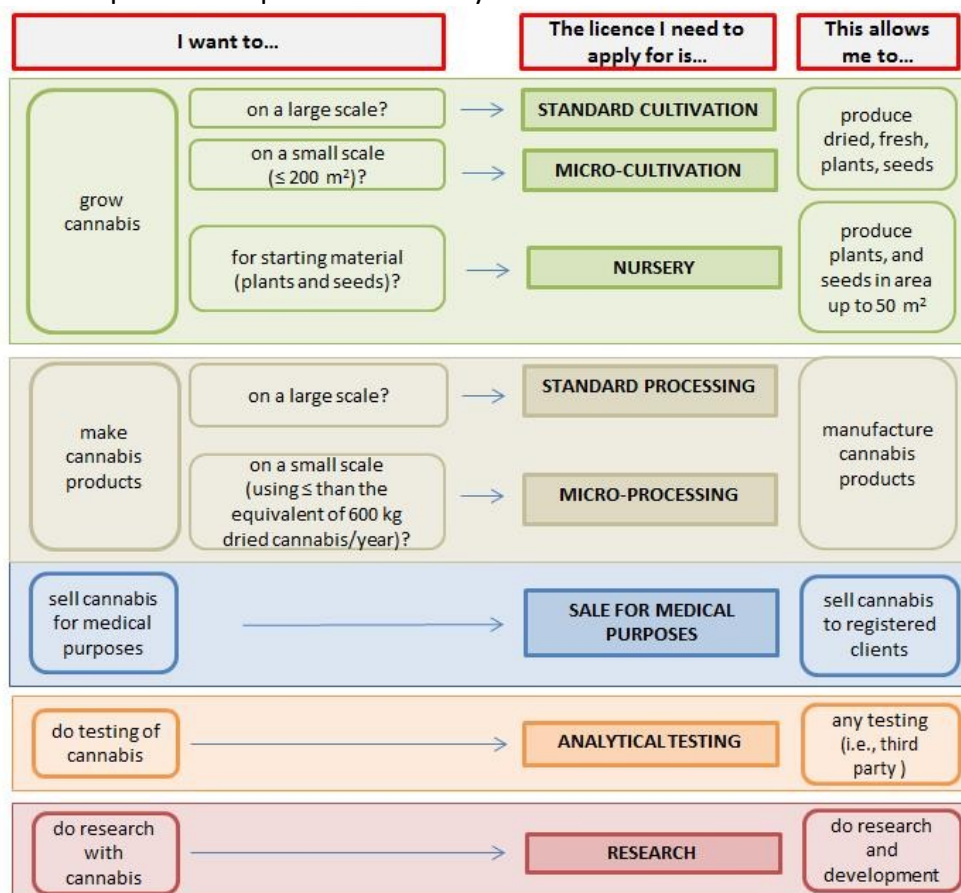 I want to...
The licence I need to
apply for is...
This allows
me to...
grow
cannabis
on a large scale?
STANDARD CULTIVATION
on a small scale
(≤ 200 m²)?
MICRO-CULTIVATION
produce
dried, fresh,
plants, seeds
for starting material
(plants and seeds)?
NURSERY
produce
plants, and
seeds in area
up to 50 m²
make
cannabis
products
on a large scale?
STANDARD PROCESSING
on a small scale
(using ≤ than the
equivalent of 600 kg
dried cannabis/year)?
MICRO-PROCESSING
manufacture
cannabis
products
sell cannabis
for medical
purposes
SALE FOR MEDICAL
PURPOSES
sell cannabis
to registered
clients
do testing of
cannabis
ANALYTICAL TESTING
any testing
(i.e., third
party )
do research
with
cannabis
RESEARCH
do research
and
development